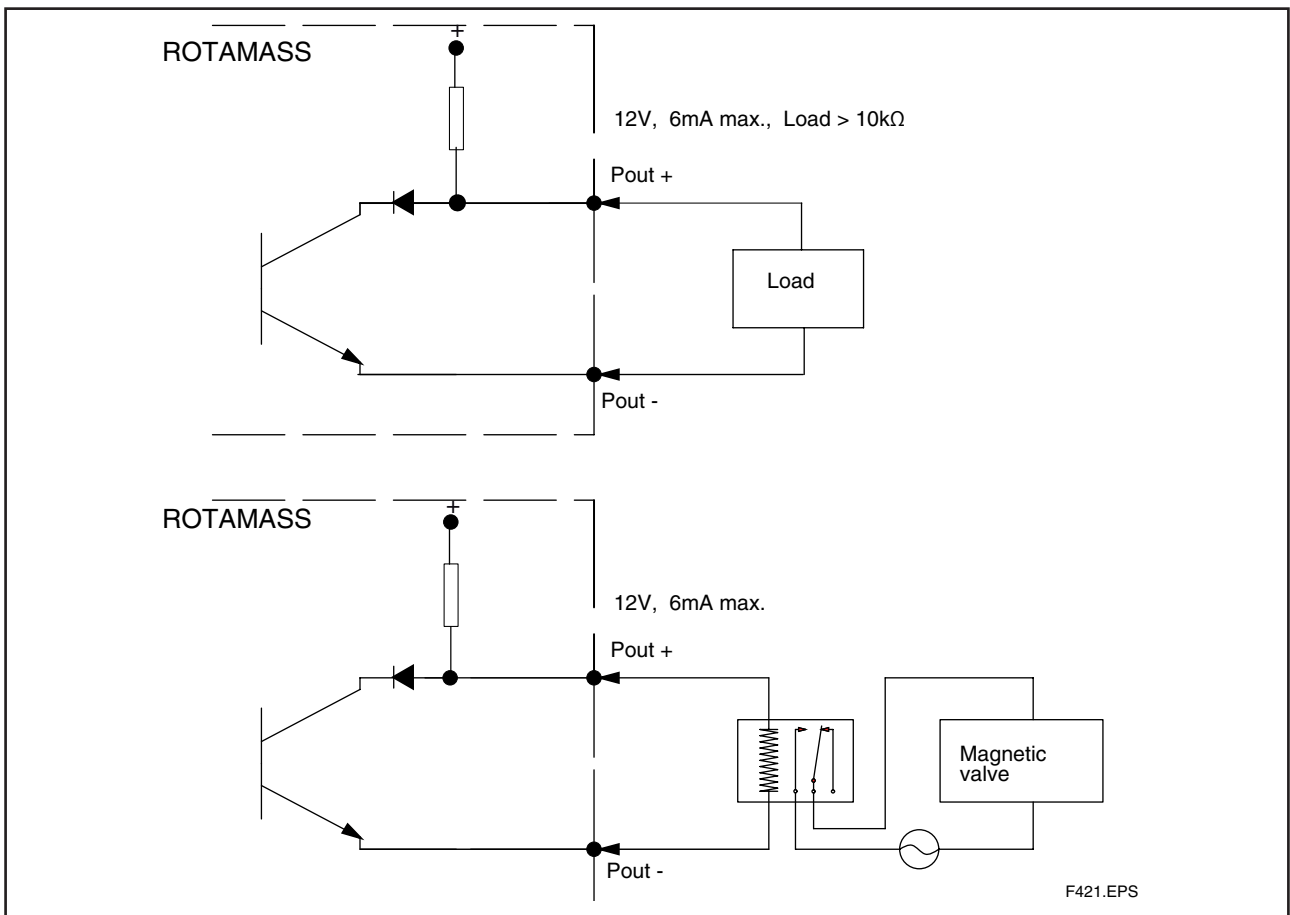 +
ROTAMASS
12V, 6mA max., Load > 10kΩ
Pout +
Load
Pout -
+
ROTAMASS
12V, 6mA max.
Pout +
Magnetic
valve
Pout -
F421.EPS